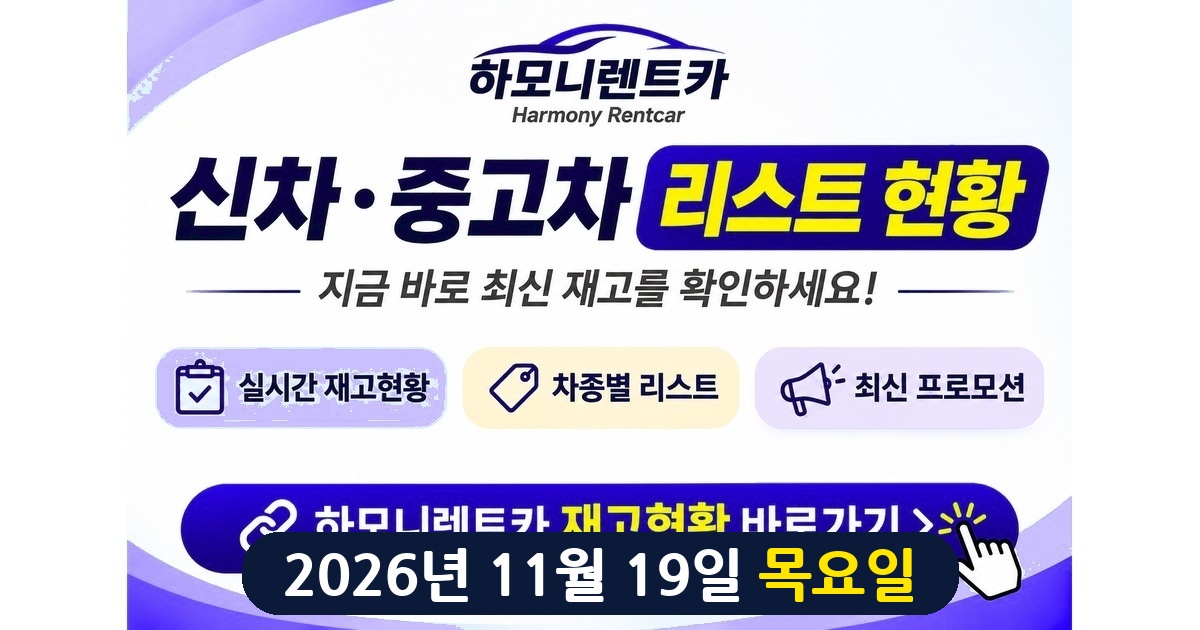 하모니렌트카
Harmony Rentcar
신차·중고차 리스트 현황
지금 바로 최신 재고를 확인하세요!
실시간 재고현황
차종별 리스트
최신 프로모션
하모니렌트카 재고현황 바로가기 >
2026년 11월 19일 목요일